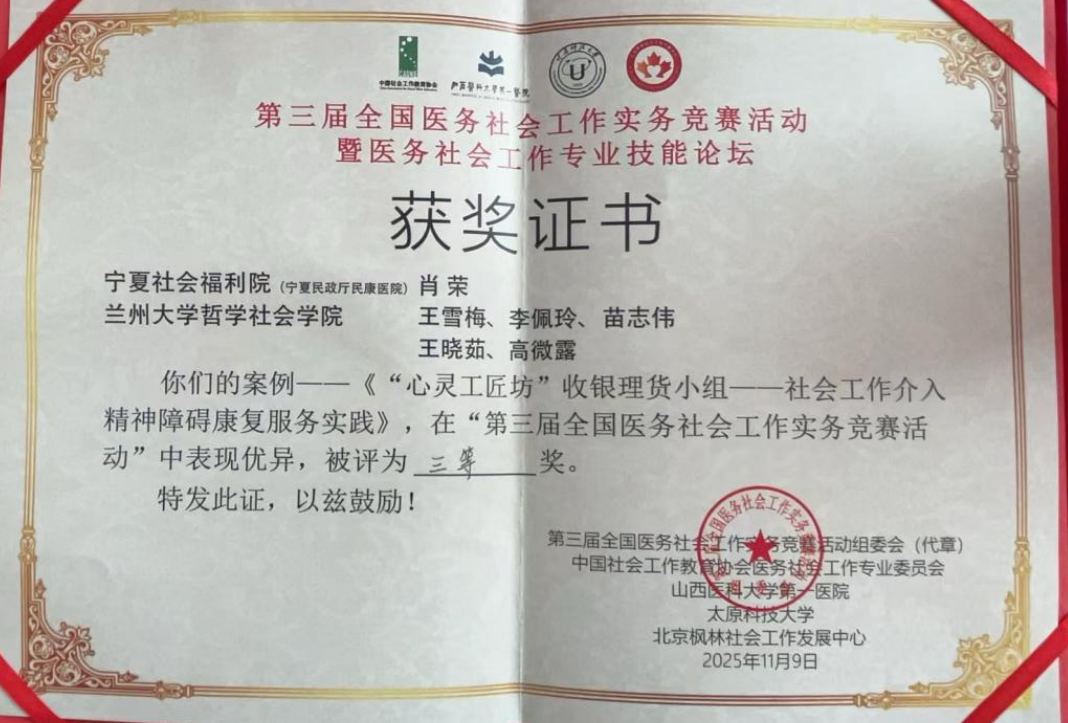 中国社会工作教育协会
山西医科大学第一医院
第三届全国医务社会工作实务竞赛活动
暨医务社会工作专业技能论坛
获奖证书
宁夏社会福利院（宁夏民政厅民康医院）肖 荣
兰州大学哲学社会学院 王雪梅、李佩玲、苗志伟
王晓茹、高微露
你们的案例——《“心灵工匠坊”收银理货小组——社会工作介入
精神障碍康复服务实践》，在“第三届全国医务社会工作实务竞赛活
动”中表现优异，被评为 三等 奖。
特发此证，以兹鼓励！
第三届全国医务社会工作实务竞赛活动组委会（代章）
中国社会工作教育协会医务社会工作专业委员会
山西医科大学第一医院
太原科技大学
北京枫林社会工作发展中心
2025年11月9日